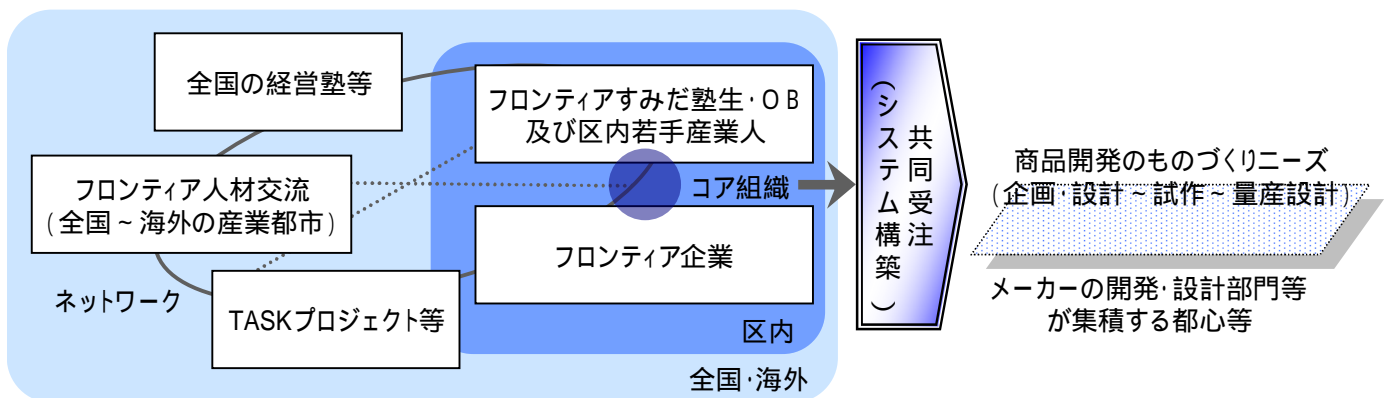 全国の経営塾等
フロンティアすみだ塾生・OB
及び区内若手産業人
フロンティア人材交流
(全国~海外の産業都市)
コア組織
フロンティア企業
ネットワーク
TASKプロジェクト等
区内
全国・海外
共同受注
(システム構築)
商品開発のものづくりニーズ
(企画・設計~試作~量産設計)
メーカーの開発・設計部門等
が集積する都心等